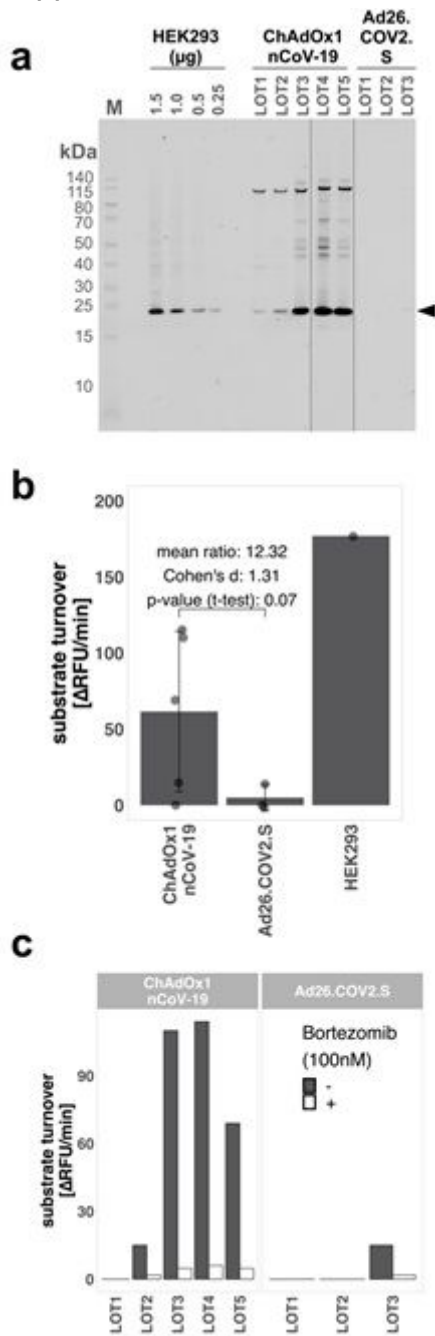 a
HEK293
(µg)
ChAdOx1
nCoV-19
Ad26.
COV2.
S
M
1.5
1.0
0.5
0.25
LOT1
LOT2
LOT3
LOT4
LOT5
LOT1
LOT2
LOT3
kDa
140
115
80
70
50
40
30
25
15
10
b
substrate turnover
[ΔRFU/min]
200
150
100
50
0
mean ratio: 12.32
Cohen's d: 1.31
p-value (t-test): 0.07
ChAdOx1
nCoV-19
Ad26.COV2.S
HEK293
c
ChAdOx1
nCoV-19
Ad26.COV2.S
substrate turnover
[ΔRFU/min]
90
60
30
0
Bortezomib
(100nM)
-
+
LOT1
LOT2
LOT3
LOT4
LOT5
LOT1
LOT2
LOT3